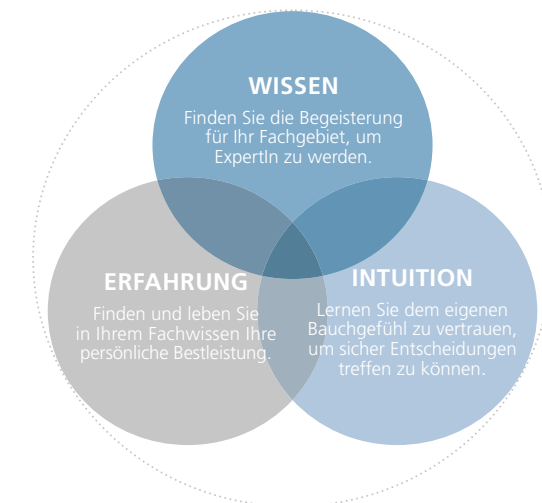 WISSEN
Finden Sie die Begeisterung
für Ihr Fachgebiet, um
ExpertIn zu werden.
ERFAHRUNG
Finden und leben Sie
in Ihrem Fachwissen Ihre
persönliche Bestleistung.
INTUITION
Lernen Sie dem eigenen
Bauchgefühl zu vertrauen,
um sicher Entscheidungen
treffen zu können.